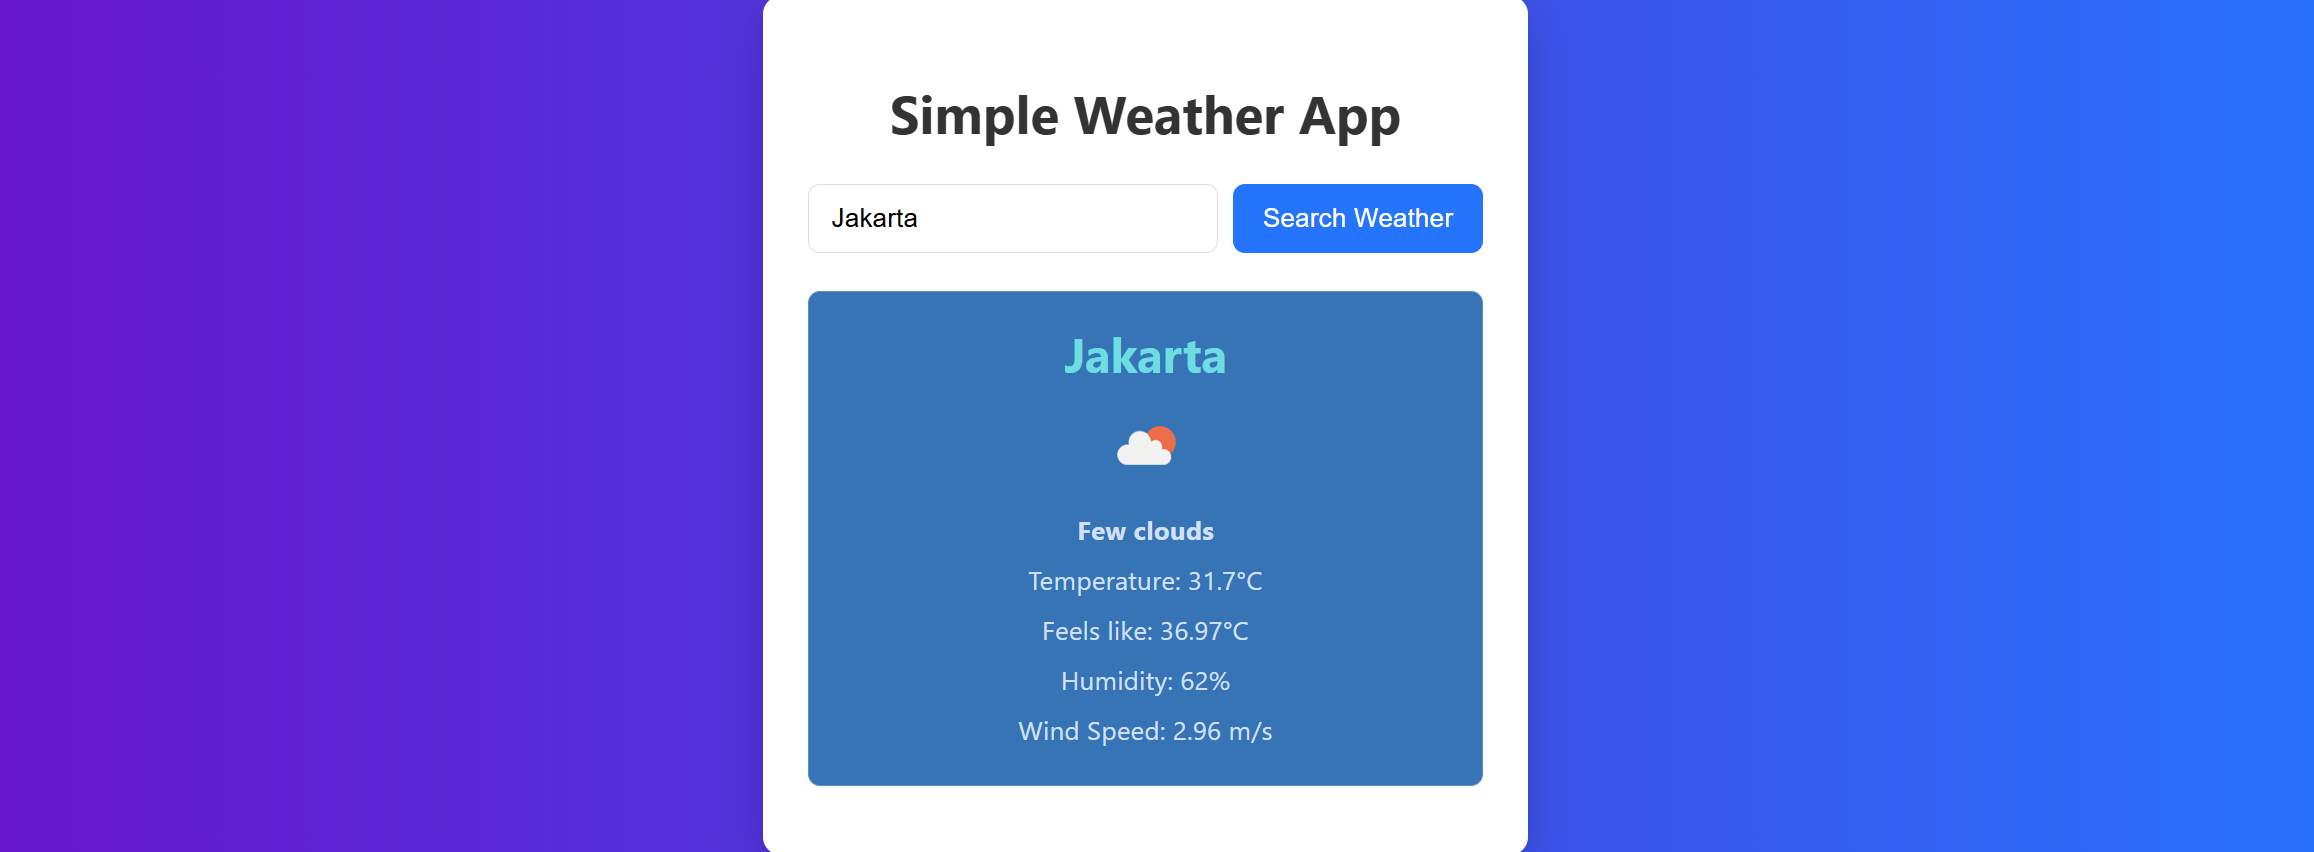 Simple Weather App
Jakarta
Search Weather
Jakarta
Few clouds
Temperature: 31.7°C
Feels like: 36.97°C
Humidity: 62%
Wind Speed: 2.96 m/s